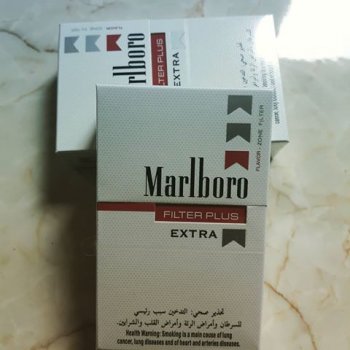 Marlboro
FILTER PLUS
EXTRA
FLAVOR - ZONE FILTER
Marlboro
FILTER PLUS
EXTRA
تحذير صحي: التدخين سبب رئيسي
للسرطان وأمراض الرئة وأمراض القلب والشرايين.
Health Warning: Smoking is a main cause of lung
cancer, lung diseases and of heart and arteries diseases.